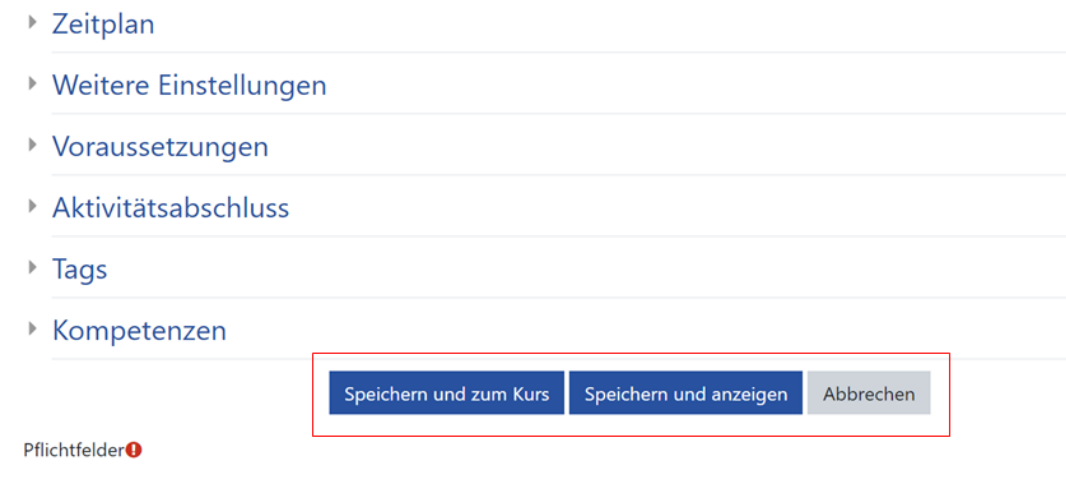 Zeitplan
Weitere Einstellungen
Voraussetzungen
Aktivitätsabschluss
Tags
Kompetenzen
Speichern und zum Kurs Speichern und anzeigen Abbrechen
Pflichtfelder